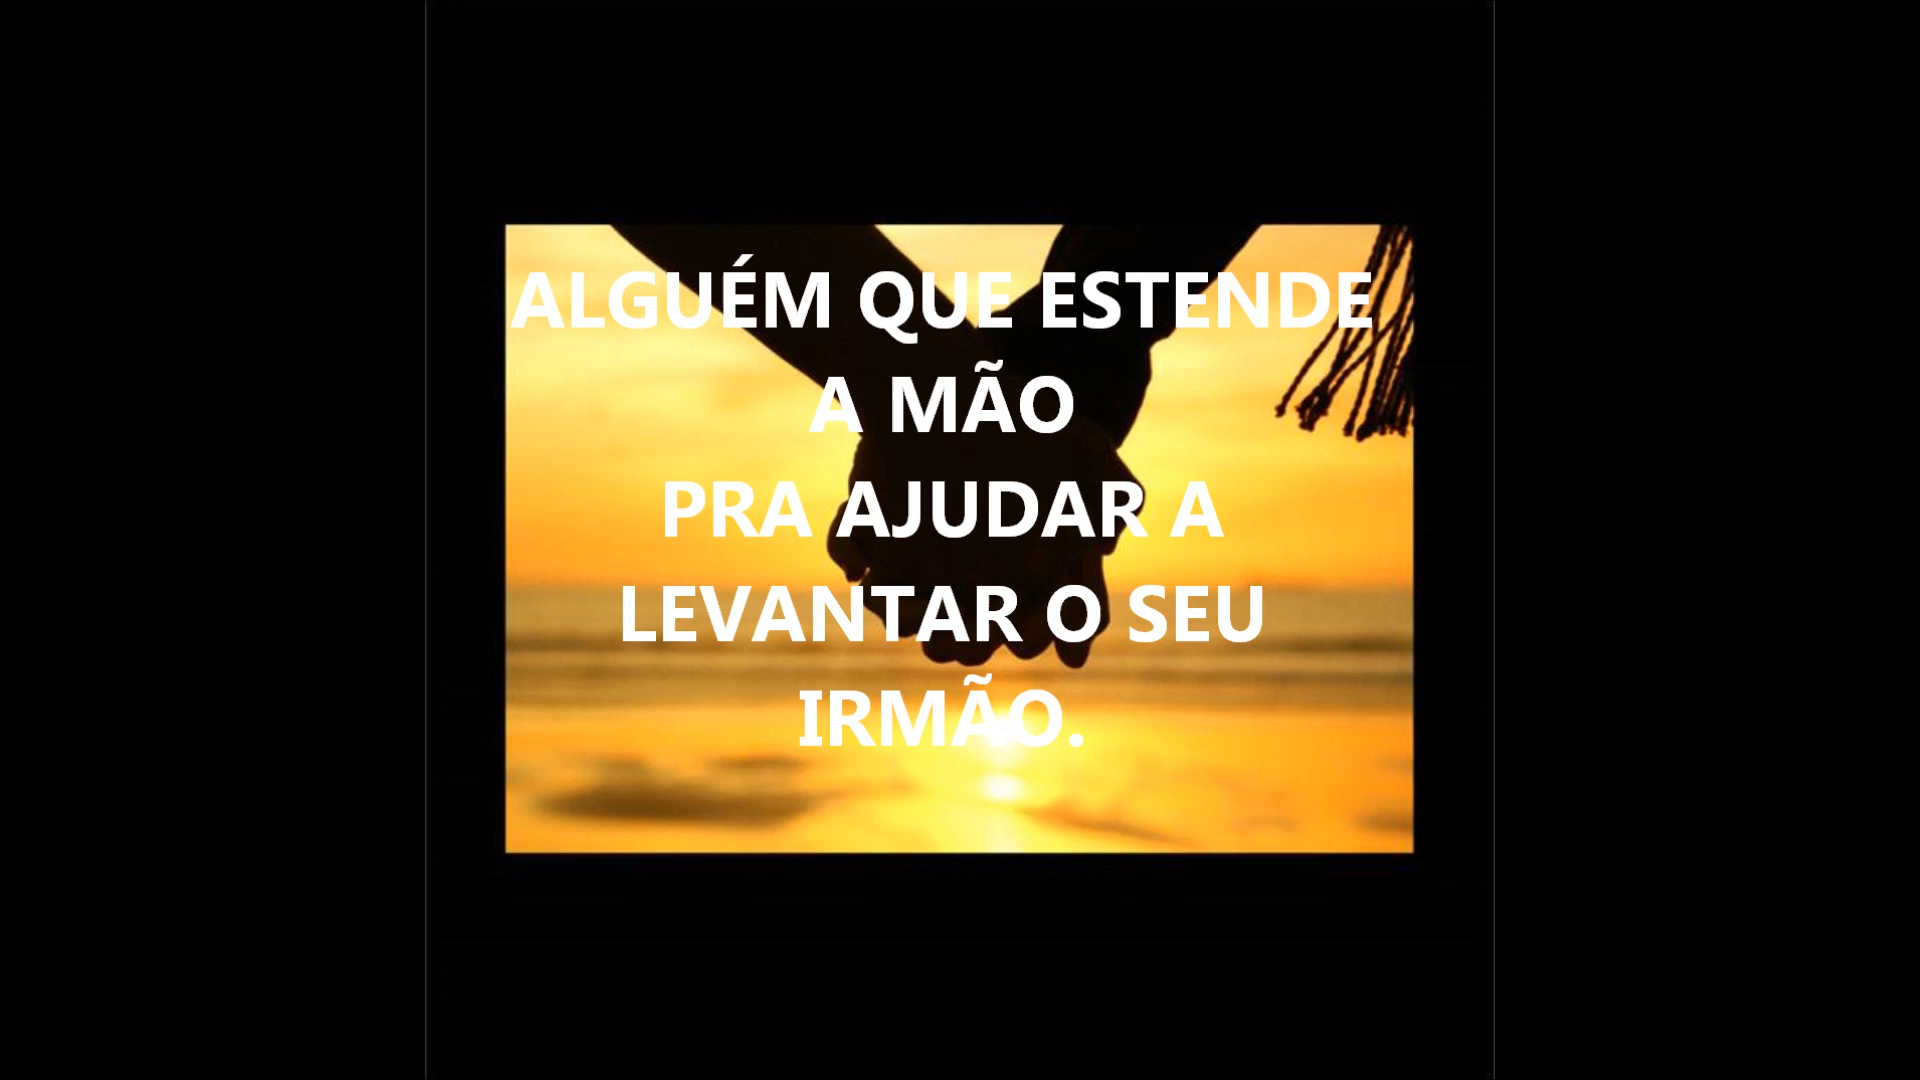 ALGUÉM QUE ESTENDE
A MÃO
PRA AJUDAR A
LEVANTAR O SEU
IRMÃO.